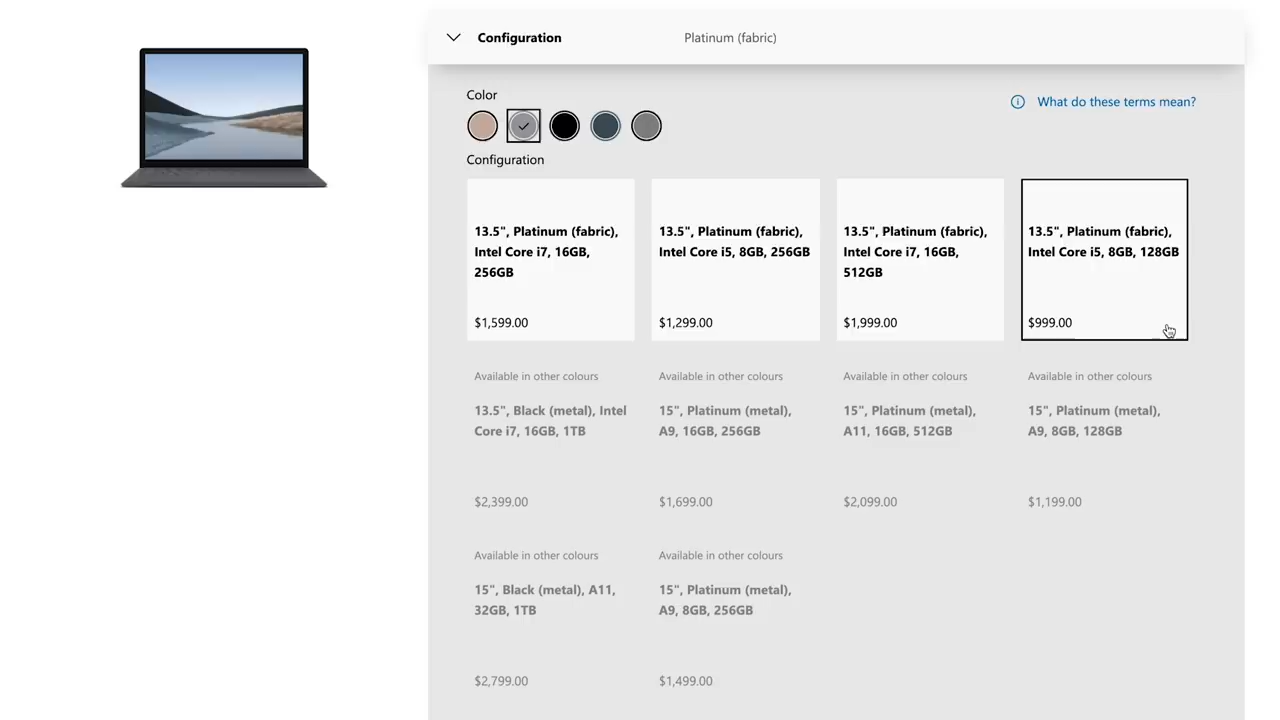 Configuration
Platinum (fabric)
Color
What do these terms mean?
Configuration
13.5", Platinum (fabric),
Intel Core i7, 16GB,
256GB
$1,599.00
13.5", Platinum (fabric),
Intel Core i5, 8GB, 256GB
$1,299.00
13.5", Platinum (fabric),
Intel Core i7, 16GB,
512GB
$1,999.00
13.5", Platinum (fabric),
Intel Core i5, 8GB, 128GB
$999.00
Available in other colours
13.5", Black (metal), Intel
Core i7, 16GB, 1TB
$2,399.00
Available in other colours
15", Platinum (metal),
A9, 16GB, 256GB
$1,699.00
Available in other colours
15", Platinum (metal),
A11, 16GB, 512GB
$2,099.00
Available in other colours
15", Platinum (metal),
A9, 8GB, 128GB
$1,199.00
Available in other colours
15", Black (metal), A11,
32GB, 1TB
$2,799.00
Available in other colours
15", Platinum (metal),
A9, 8GB, 256GB
$1,499.00